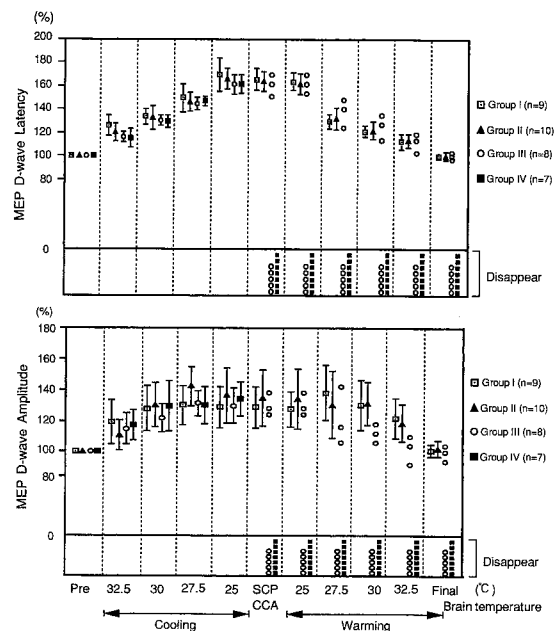 (%)
200
180
160
140
120
100
80
0
MEP D-wave Latency
Group I (n=9)
Group II (n=10)
Group III (n=8)
Group IV (n=7)
Disappear
(%)
180
160
140
120
100
80
0
MEP D-wave Amplitude
Group I (n=9)
Group II (n=10)
Group III (n=8)
Group IV (n=7)
Disappear
Pre 32.5 30 27.5 25 SCP 25 27.5 30 32.5 Final (°C)
CCA Brain temperature
Cooling Warming